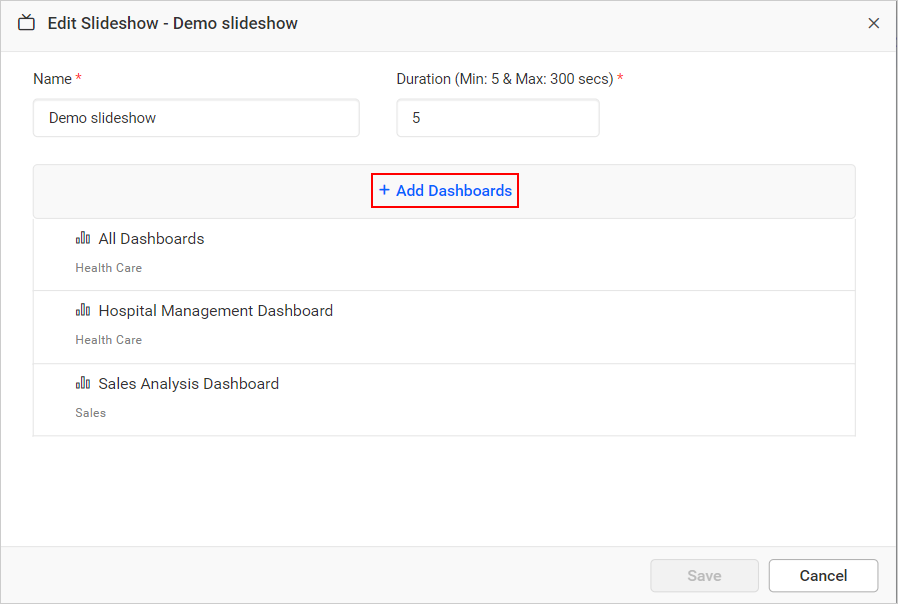 Edit Slideshow - Demo slideshow
Name *
Duration (Min: 5 & Max: 300 secs) *
Demo slideshow
5
+ Add Dashboards
All Dashboards
Health Care
Hospital Management Dashboard
Health Care
Sales Analysis Dashboard
Sales
Save
Cancel